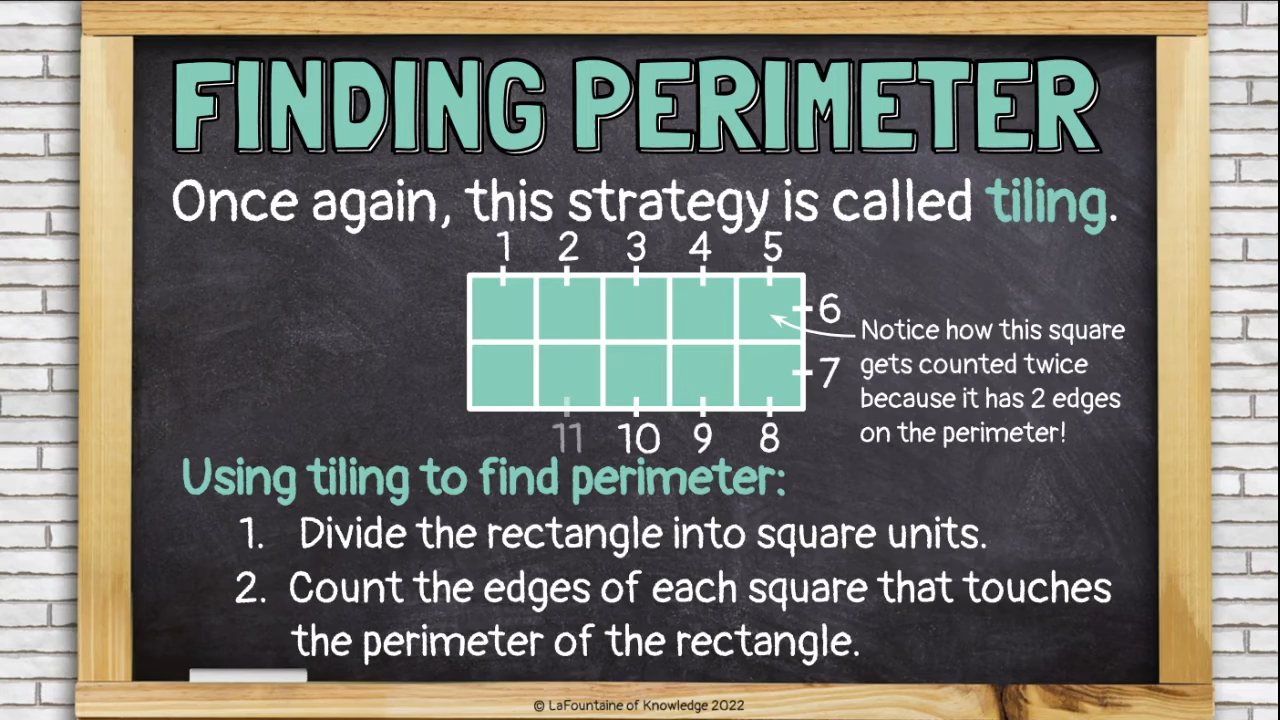 FINDING PERIMETER
Once again, this strategy is called tiling.
1 2 3 4 5
6
Notice how this square
gets counted twice
7
because it has 2 edges
on the perimeter!
11 10 9 8
Using tiling to find perimeter:
1. Divide the rectangle into square units.
2. Count the edges of each square that touches
the perimeter of the rectangle.
© LaFountaine of Knowledge 2022